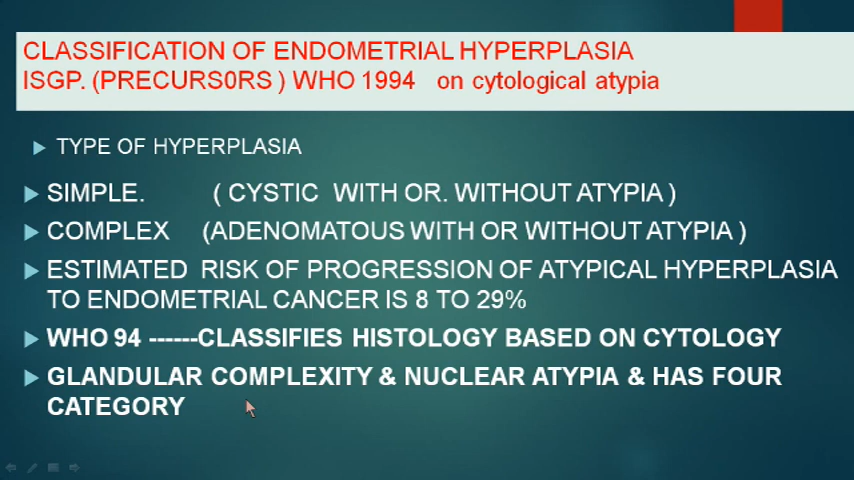 CLASSIFICATION OF ENDOMETRIAL HYPERPLASIA
ISGP. (PRECURS0RS ) WHO 1994 on cytological atypia
TYPE OF HYPERPLASIA
SIMPLE. ( CYSTIC WITH OR. WITHOUT ATYPIA )
COMPLEX (ADENOMATOUS WITH OR WITHOUT ATYPIA )
ESTIMATED RISK OF PROGRESSION OF ATYPICAL HYPERPLASIA
TO ENDOMETRIAL CANCER IS 8 TO 29%
WHO 94 ------CLASSIFIES HISTOLOGY BASED ON CYTOLOGY
GLANDULAR COMPLEXITY & NUCLEAR ATYPIA & HAS FOUR
CATEGORY